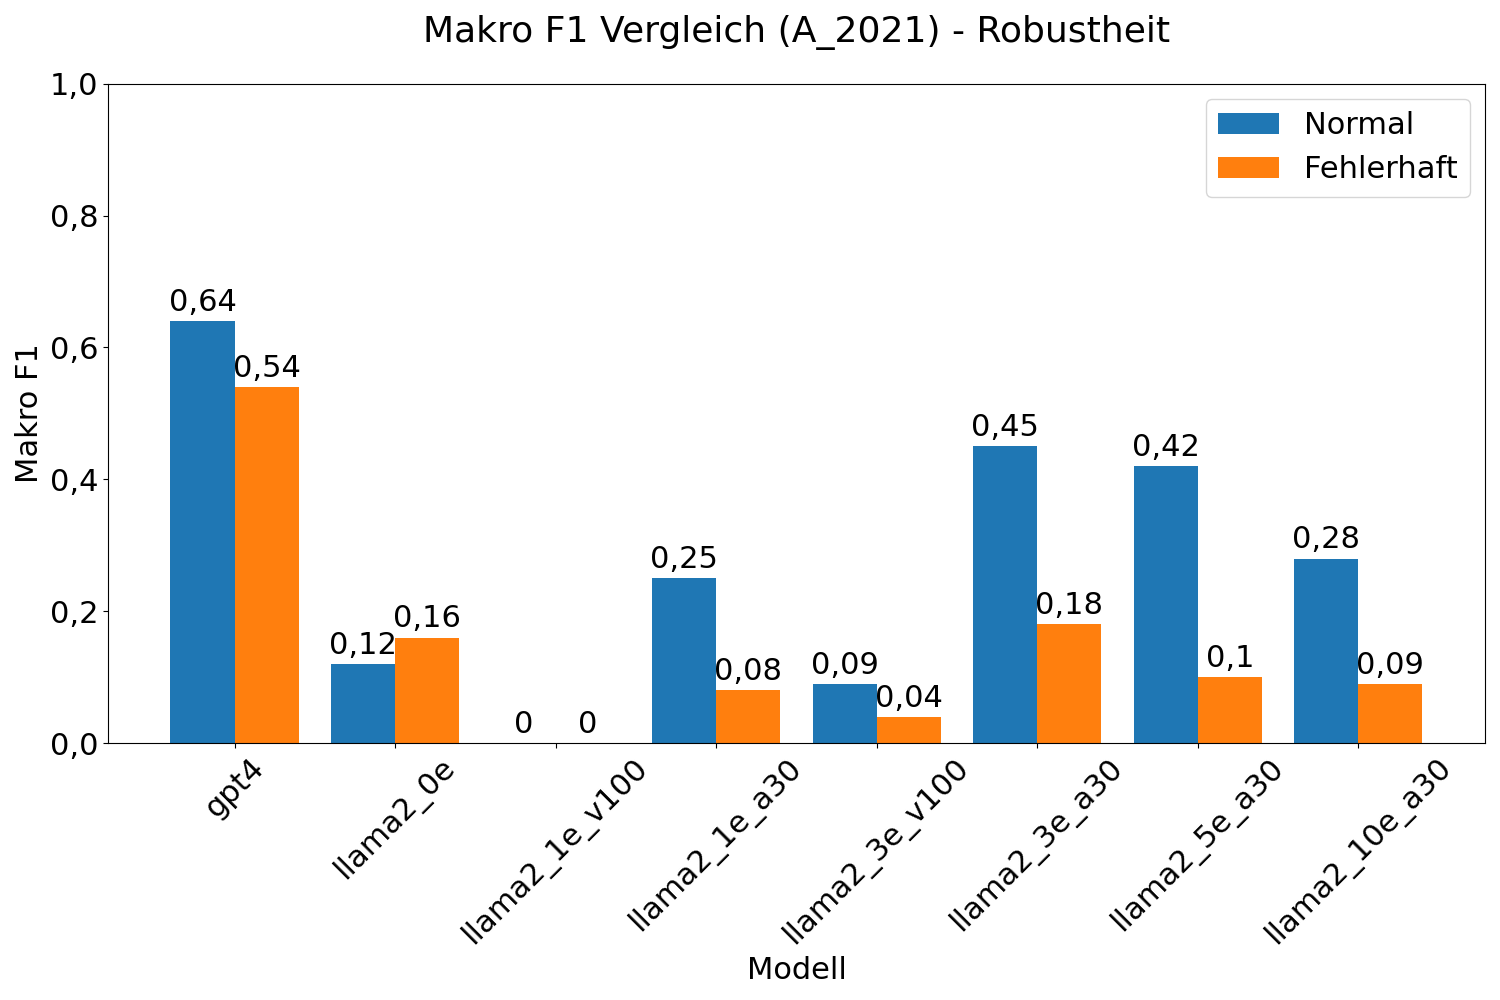 Makro F1 Vergleich (A_2021) - Robustheit
Normal
Fehlerhaft
Makro F1
1,0
0,8
0,6
0,4
0,2
0,0
0,64
0,54
0,12
0,16
0
0
0,25
0,08
0,09
0,04
0,45
0,18
0,42
0,1
0,28
0,09
gpt4
llama2_0e
llama2_1e_v100
llama2_1e_a30
llama2_3e_v100
llama2_3e_a30
llama2_5e_a30
llama2_10e_a30
Modell